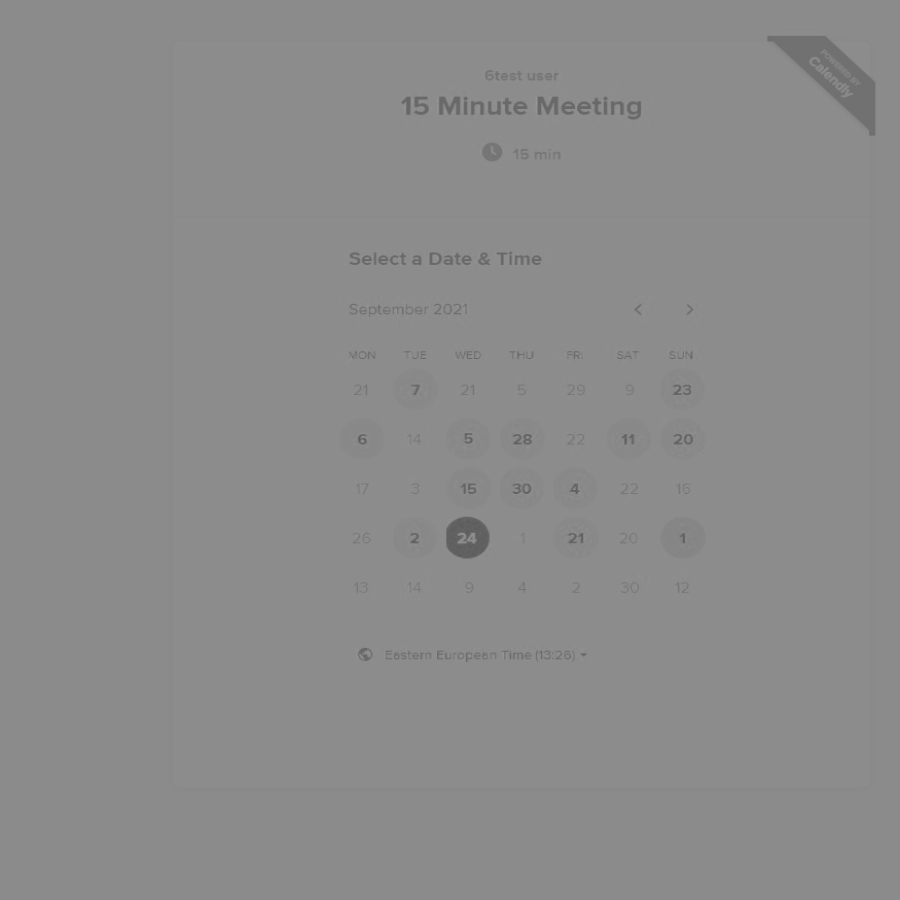 POWERED BY
Calendly
6test user
15 Minute Meeting
15 min
Select a Date & Time
September 2021
MON TUE WED THU FRI SAT SUN
21 7 21 5 29 9 23
6 14 5 28 22 11 20
17 3 15 30 4 22 16
26 2 24 1 21 20 1
13 14 9 4 2 30 12
Eastern European Time (13:26)